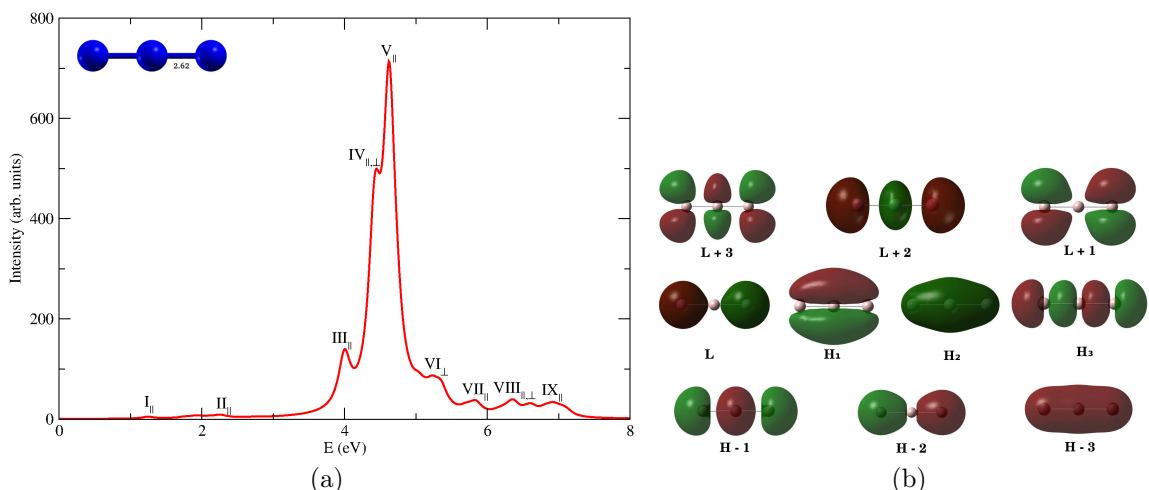 800
600
400
200
0
Intensity (arb. units)
2.62
I∥
II∥
III∥
IV∥,⊥
V∥
VI⊥
VII∥
VIII∥,⊥
IX∥
0 2 4 6 8
E (eV)
(a)
L + 3 L + 2 L + 1
L H₁ H₂ H₃
H - 1 H - 2 H - 3
(b)